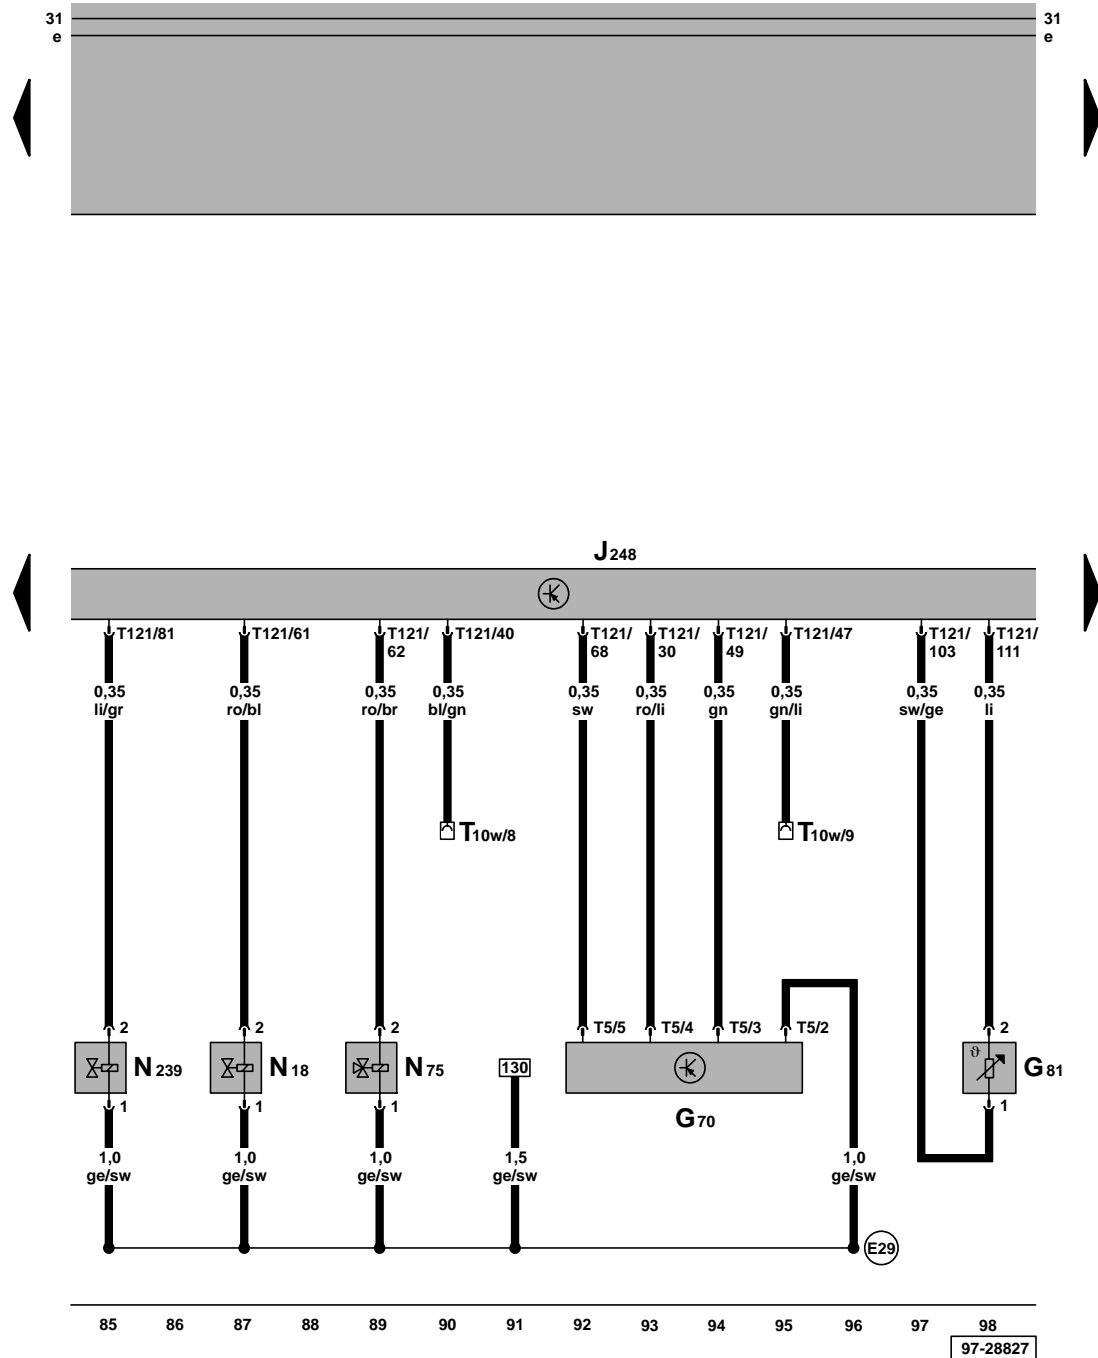 31 31
e e
J 248
T121/81 T121/61 T121/ T121/40 T121/ T121/ T121/ T121/47 T121/ T121/
62 68 30 49 103 111
0,35 0,35 0,35 0,35 0,35 0,35 0,35 0,35 0,35 0,35
li/gr ro/bl ro/br bl/gn sw ro/li gn gn/li sw/ge li
T10w/8 T10w/9
2 2 2 T5/5 T5/4 T5/3 T5/2 2
N 239 N 18 N 75 130 ϑ G 81
1 1 1 G 70 1
1,0 1,0 1,0 1,5 1,0
ge/sw ge/sw ge/sw ge/sw ge/sw
E29
85 86 87 88 89 90 91 92 93 94 95 96 97 98
97-28827